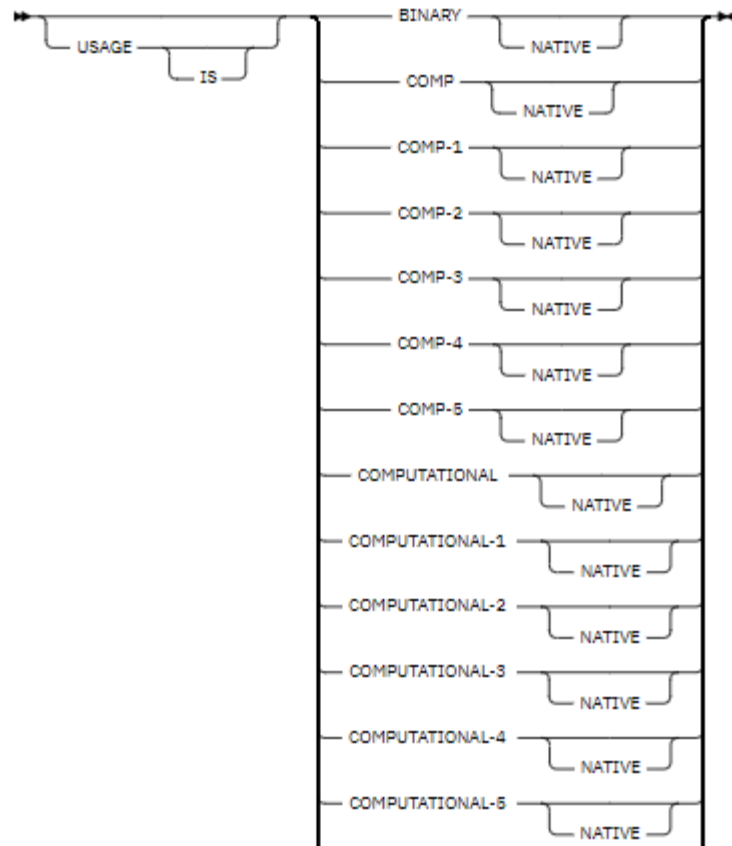 BINARY
USAGE NATIVE
IS COMP
NATIVE
COMP-1
NATIVE
COMP-2
NATIVE
COMP-3
NATIVE
COMP-4
NATIVE
COMP-5
NATIVE
COMPUTATIONAL
NATIVE
COMPUTATIONAL-1
NATIVE
COMPUTATIONAL-2
NATIVE
COMPUTATIONAL-3
NATIVE
COMPUTATIONAL-4
NATIVE
COMPUTATIONAL-5
NATIVE